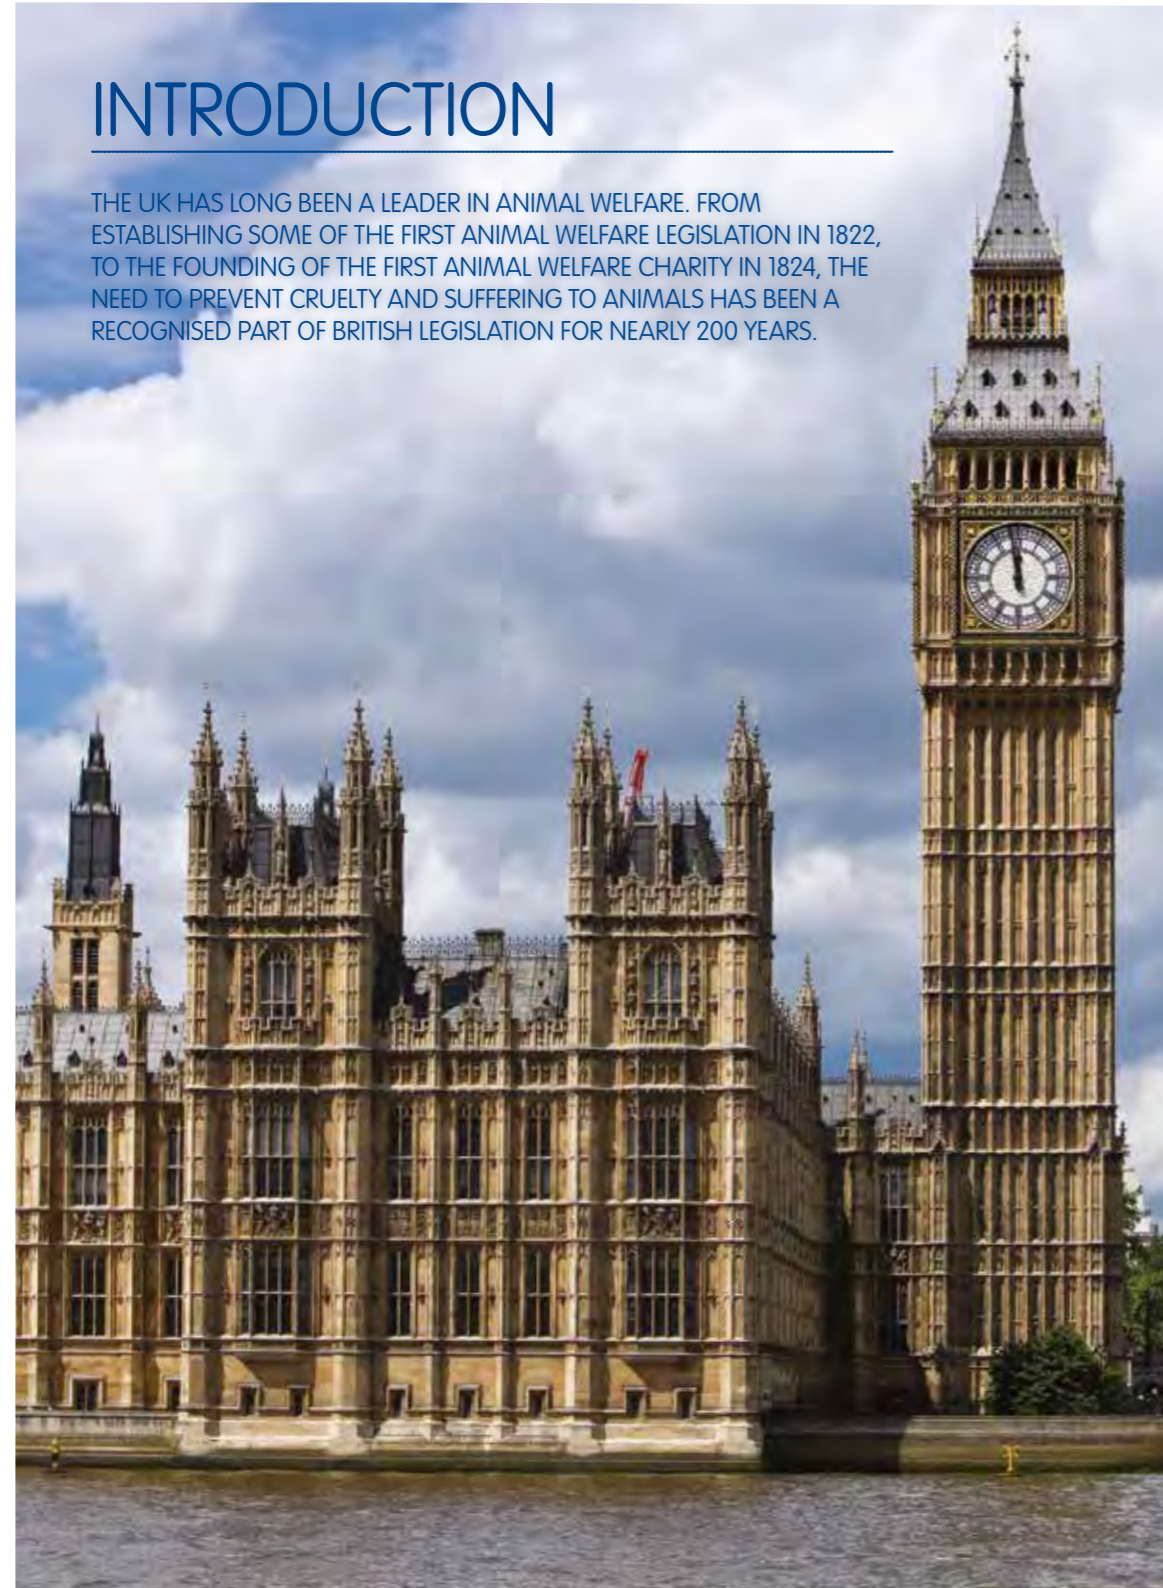 INTRODUCTION
THE UK HAS LONG BEEN A LEADER IN ANIMAL WELFARE. FROM
ESTABLISHING SOME OF THE FIRST ANIMAL WELFARE LEGISLATION IN 1822,
TO THE FOUNDING OF THE FIRST ANIMAL WELFARE CHARITY IN 1824, THE
NEED TO PREVENT CRUELTY AND SUFFERING TO ANIMALS HAS BEEN A
RECOGNISED PART OF BRITISH LEGISLATION FOR NEARLY 200 YEARS.